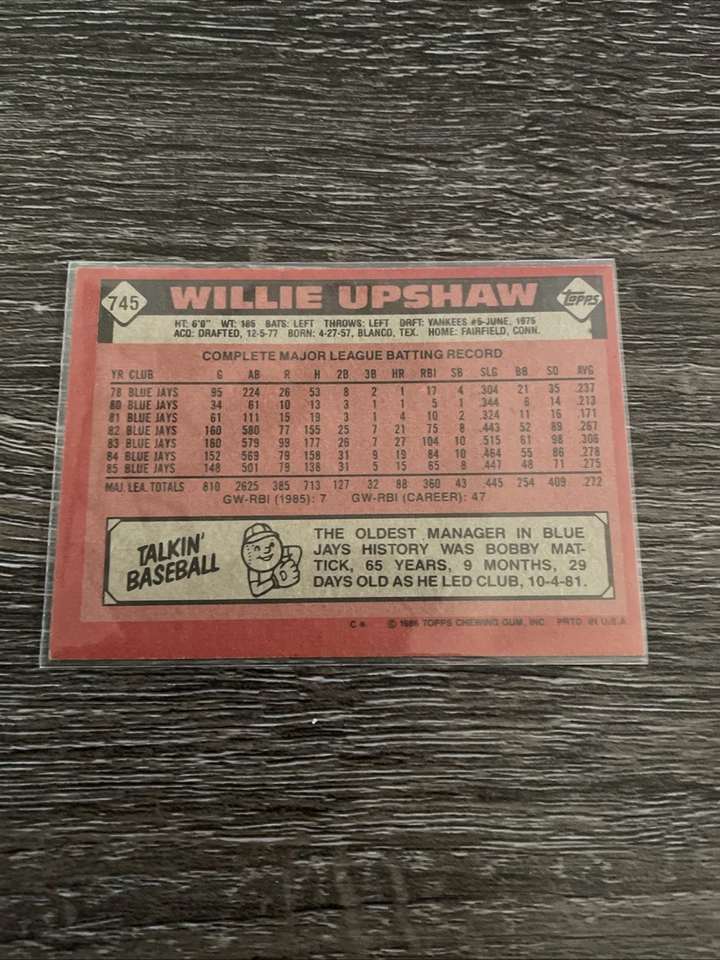 745 WILLIE UPSHAW topps
HT: 6'0" WT: 185 BATS: LEFT THROWS: LEFT DRFT: YANKEES #5-JUNE, 1975
ACQ: DRAFTED, 12-5-77 BORN: 4-27-57, BLANCO, TEX. HOME: FAIRFIELD, CONN.
COMPLETE MAJOR LEAGUE BATTING RECORD
YR CLUB G AB R H 2B 3B HR RBI SB SLG BB SO AVG
78 BLUE JAYS 95 224 26 53 8 2 1 17 4 .304 21 35 .237
80 BLUE JAYS 34 61 10 13 3 1 1 5 1 .344 6 14 .213
81 BLUE JAYS 61 111 15 19 3 1 4 10 2 .324 11 16 .171
82 BLUE JAYS 160 580 77 155 25 7 21 75 8 .443 52 89 .267
83 BLUE JAYS 160 579 99 177 26 7 27 104 10 .515 61 98 .306
84 BLUE JAYS 152 569 79 158 31 9 19 84 10 .464 55 86 .278
85 BLUE JAYS 148 501 79 138 31 5 15 65 8 .447 48 71 .275
MAJ. LEA. TOTALS 810 2625 385 713 127 32 88 360 43 .445 254 409 .272
GW-RBI (1985): 7 GW-RBI (CAREER): 47
TALKIN'
BASEBALL
THE OLDEST MANAGER IN BLUE
JAYS HISTORY WAS BOBBY MAT-
TICK, 65 YEARS, 9 MONTHS, 29
DAYS OLD AS HE LED CLUB, 10-4-81.
C* © 1986 TOPPS CHEWING GUM, INC. PRTD. IN U.S.A